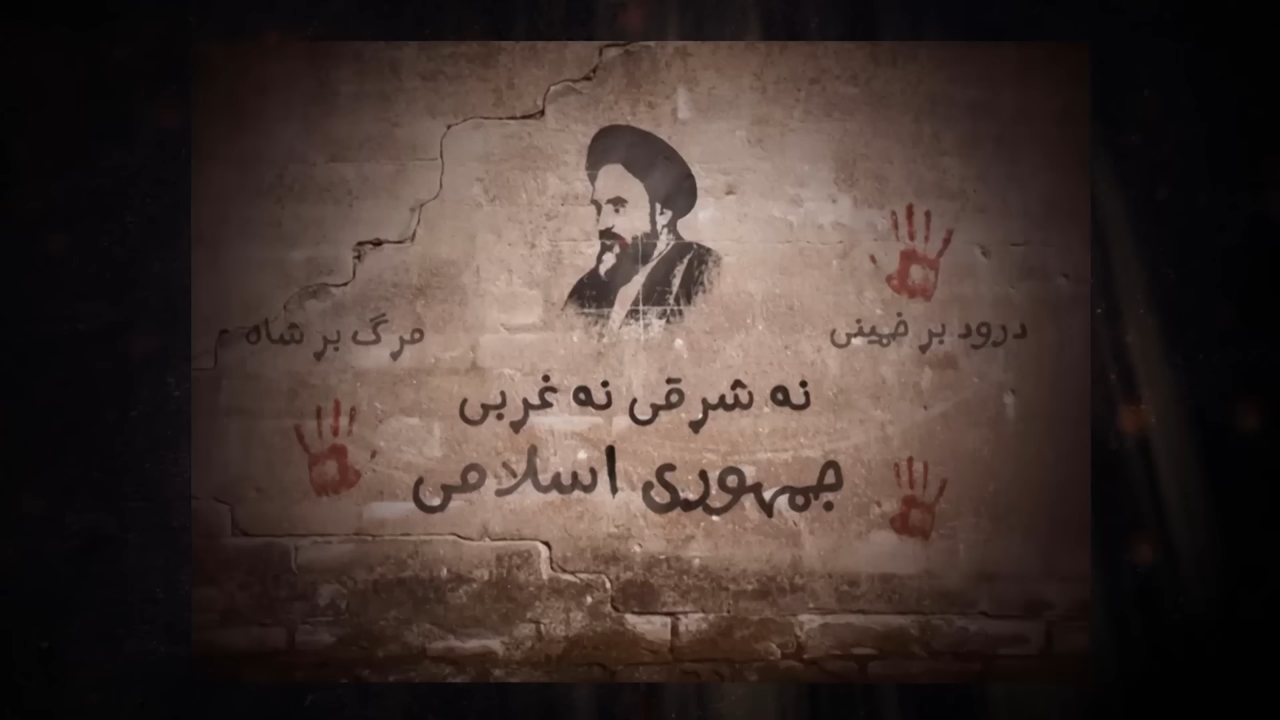 درود بر خمینی
مرگ بر شاه
نه شرقی نه غربی
جمهوری اسلامی